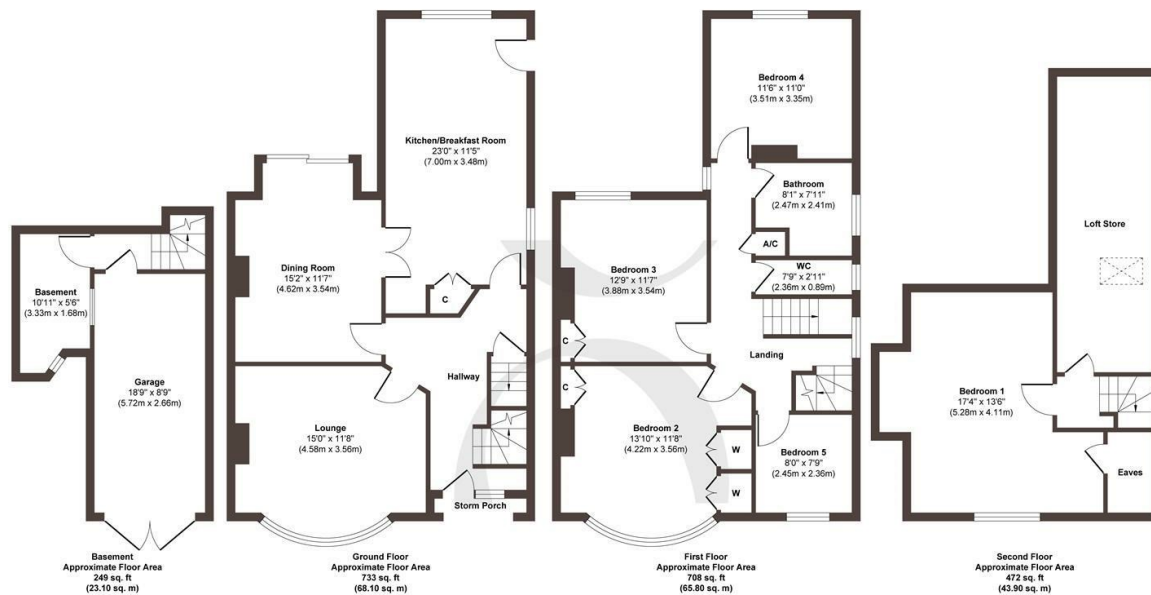 Basement
10'11" x 5'6"
(3.33m x 1.68m)
Garage
18'9" x 8'9"
(5.72m x 2.66m)
Basement
Approximate Floor Area
249 sq. ft
(23.10 sq. m)
Kitchen/Breakfast Room
23'0" x 11'5"
(7.00m x 3.48m)
Dining Room
15'2" x 11'7"
(4.62m x 3.54m)
C
Hallway
Lounge
15'0" x 11'8"
(4.58m x 3.56m)
Storm Porch
Ground Floor
Approximate Floor Area
733 sq. ft
(68.10 sq. m)
Bedroom 4
11'6" x 11'0"
(3.51m x 3.35m)
Bathroom
8'1" x 7'11"
(2.47m x 2.41m)
A/C
WC
7'9" x 2'11"
(2.36m x 0.89m)
Bedroom 3
12'9" x 11'7"
(3.88m x 3.54m)
C
Landing
C
Bedroom 2
13'10" x 11'8"
(4.22m x 3.56m)
W
W
Bedroom 5
8'0" x 7'9"
(2.45m x 2.36m)
First Floor
Approximate Floor Area
708 sq. ft
(65.80 sq. m)
Loft Store
Bedroom 1
17'4" x 13'6"
(5.28m x 4.11m)
Eaves
Second Floor
Approximate Floor Area
472 sq. ft
(43.90 sq. m)